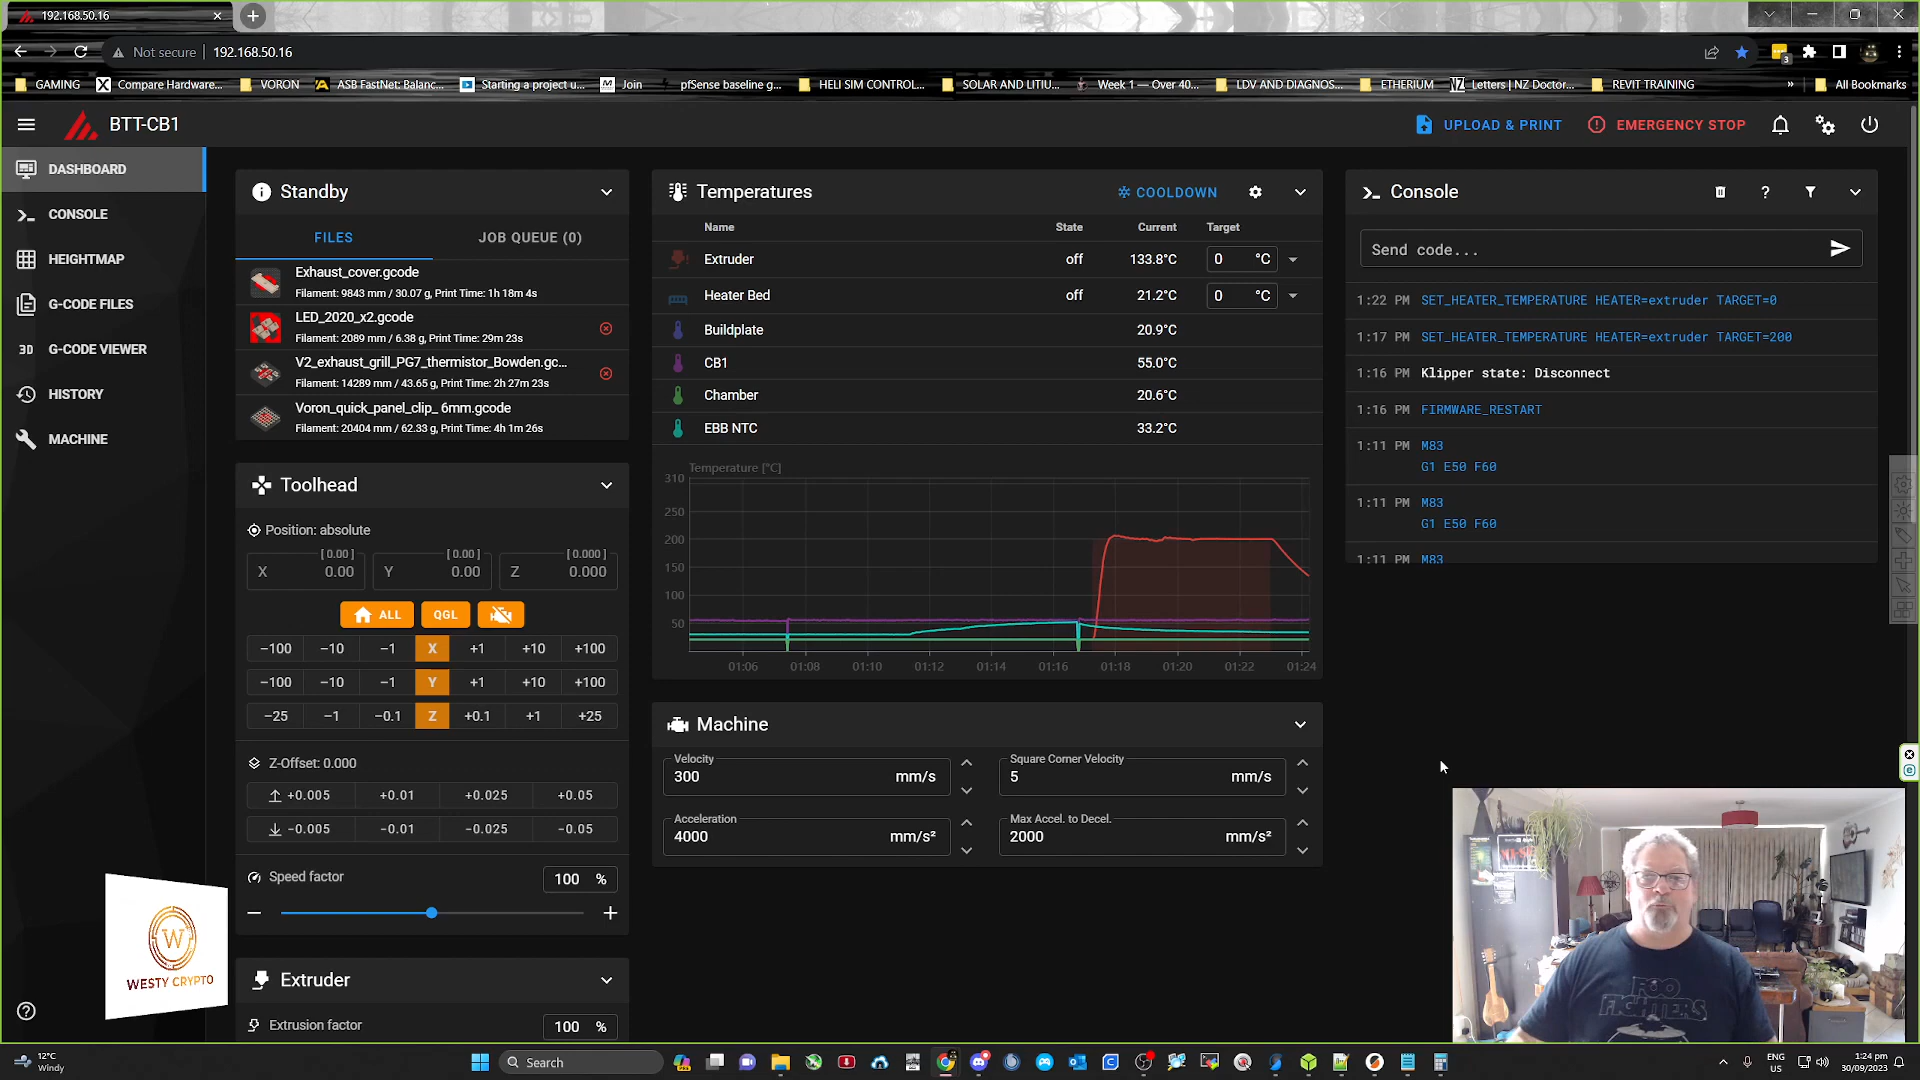 192.168.50.16
Not secure
192.168.50.16
3
GAMING
Compare Hardware...
VORON
ASB FastNet: Balanc...
Starting a project u...
Join
pfSense baseline g...
HELI SIM CONTROL...
SOLAR AND LITIU...
Week 1 — Over 40...
LDV AND DIAGNOS...
ETHERIUM
Letters | NZ Doctor...
REVIT TRAINING
»
All Bookmarks
BTT-CB1
UPLOAD & PRINT
EMERGENCY STOP
DASHBOARD
CONSOLE
HEIGHTMAP
G-CODE FILES
3D G-CODE VIEWER
HISTORY
MACHINE
Standby
FILES
JOB QUEUE (0)
Exhaust_cover.gcode
Filament: 9843 mm / 30.07 g, Print Time: 1h 18m 4s
LED_2020_x2.gcode
Filament: 2089 mm / 6.38 g, Print Time: 29m 23s
V2_exhaust_grill_PG7_thermistor_Bowden.gc...
Filament: 14289 mm / 43.65 g, Print Time: 2h 27m 23s
Voron_quick_panel_clip_ 6mm.gcode
Filament: 20404 mm / 62.33 g, Print Time: 4h 1m 26s
Toolhead
Position: absolute
[ 0.00 ] [ 0.00 ] [ 0.000 ]
X 0.00 Y 0.00 Z 0.000
ALL QGL
−100 −10 −1 X +1 +10 +100
−100 −10 −1 Y +1 +10 +100
−25 −1 −0.1 Z +0.1 +1 +25
Z-Offset: 0.000
+0.005 +0.01 +0.025 +0.05
-0.005 -0.01 -0.025 -0.05
Speed factor 100 %
Extruder
Extrusion factor 100 %
Temperatures
COOLDOWN
Name State Current Target
Extruder off 133.8°C 0 °C
Heater Bed off 21.2°C 0 °C
Buildplate 20.9°C
CB1 55.0°C
Chamber 20.6°C
EBB NTC 33.2°C
Temperature [°C]
310
250
200
150
100
50
01:06 01:08 01:10 01:12 01:14 01:16 01:18 01:20 01:22 01:24
Machine
Velocity
300 mm/s
Square Corner Velocity
5 mm/s
Acceleration
4000 mm/s²
Max Accel. to Decel.
2000 mm/s²
Console
Send code...
1:22 PM SET_HEATER_TEMPERATURE HEATER=extruder TARGET=0
1:17 PM SET_HEATER_TEMPERATURE HEATER=extruder TARGET=200
1:16 PM Klipper state: Disconnect
1:16 PM FIRMWARE_RESTART
1:11 PM M83
G1 E50 F60
1:11 PM M83
G1 E50 F60
1:11 PM M83
W
WESTY CRYPTO
FOO
FIGHTERS
12°C
Windy
Search
ENG
US
1:24 pm
30/09/2023